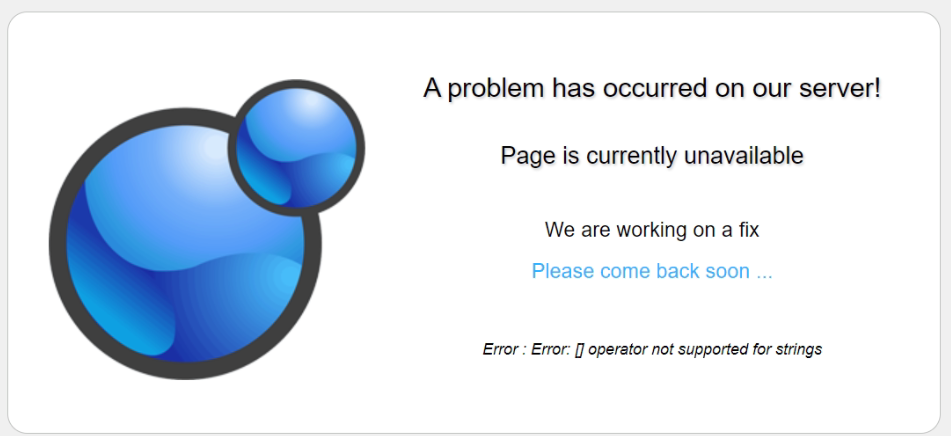 A problem has occurred on our server!
Page is currently unavailable
We are working on a fix
Please come back soon ...
Error : Error: [] operator not supported for strings